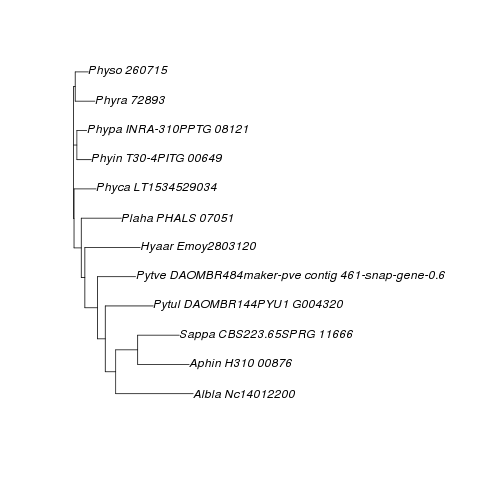 Physo 260715
Phyra 72893
Phypa INRA-310PPTG 08121
Phyin T30-4PITG 00649
Phyca LT1534529034
Plaha PHALS 07051
Hyaar Emoy2803120
Pytve DAOMBR484maker-pve contig 461-snap-gene-0.6
Pytul DAOMBR144PYU1 G004320
Sappa CBS223.65SPRG 11666
Aphin H310 00876
Albla Nc14012200